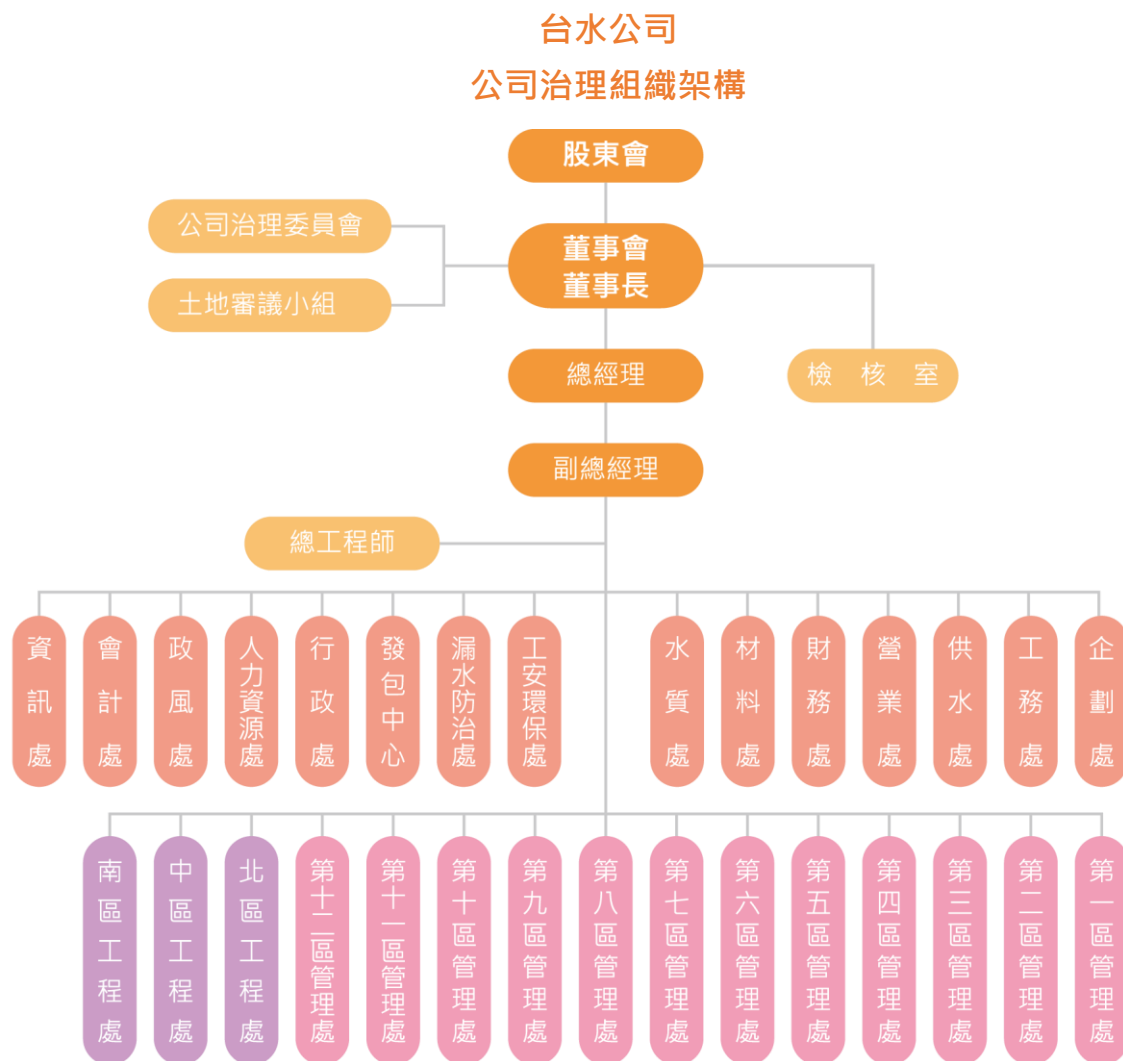 台水公司
公司治理組織架構
股東會
公司治理委員會
董事會
董事長
土地審議小組
總經理
檢核室
副總經理
總工程師
資訊處
會計處
政風處
人力資源處
行政處
發包中心
漏水防治處
工安環保處
水質處
材料處
財務處
營業處
供水處
工務處
企劃處
南區工程處
中區工程處
北區工程處
第十二區管理處
第十一區管理處
第十區管理處
第九區管理處
第八區管理處
第七區管理處
第六區管理處
第五區管理處
第四區管理處
第三區管理處
第二區管理處
第一區管理處